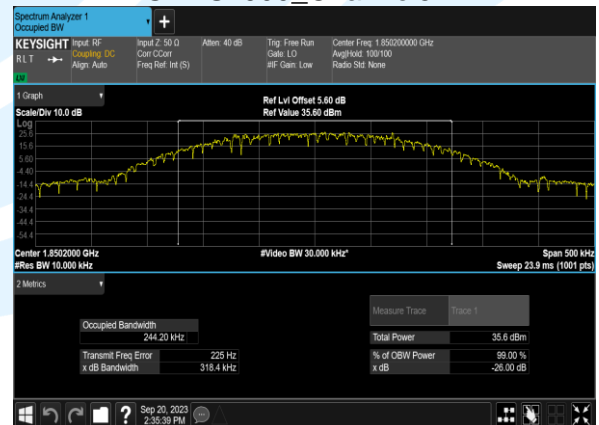 Spectrum Analyzer 1
Occupied BW
KEYSIGHT
RLT
Input: RF
Coupling: DC
Align: Auto
Input Z: 50 Ω
Corr CCorr
Freq Ref: Int (S)
Atten: 40 dB
Trig: Free Run
Gate: LO
#IF Gain: Low
Center Freq: 1.850200000 GHz
Avg|Hold: 100/100
Radio Std: None
1 Graph
Scale/Div 10.0 dB
Ref Lvl Offset 5.60 dB
Ref Value 35.60 dBm
Log
25.6
15.6
5.60
-4.40
-14.4
-24.4
-34.4
-44.4
-54.4
Center 1.8502000 GHz
#Res BW 10.000 kHz
#Video BW 30.000 kHz*
Span 500 kHz
Sweep 23.9 ms (1001 pts)
2 Metrics
Measure Trace Trace 1
Occupied Bandwidth
244.20 kHz
Total Power 35.6 dBm
Transmit Freq Error 225 Hz
% of OBW Power 99.00 %
x dB Bandwidth 318.4 kHz
x dB -26.00 dB
Sep 20, 2023
2:35:39 PM